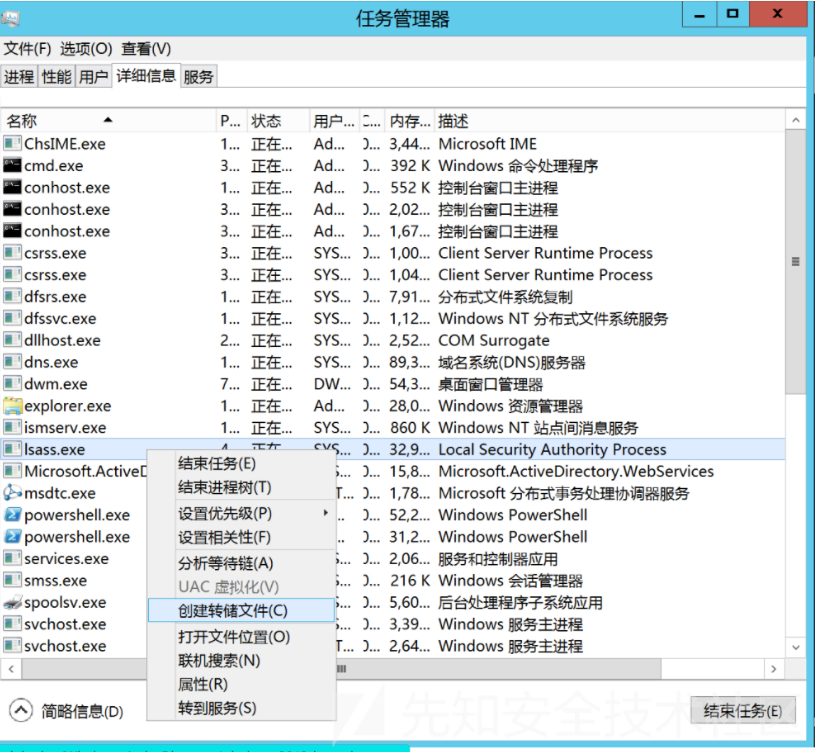 任务管理器
文件(F) 选项(O) 查看(V)
进程 性能 用户 详细信息 服务
名称 P... 状态 用户... C... 内存... 描述
ChsIME.exe 1... 正在... Ad... 0... 3,44... Microsoft IME
cmd.exe 3... 正在... Ad... 0... 392 K Windows 命令处理程序
conhost.exe 1... 正在... Ad... 0... 552 K 控制台窗口主进程
conhost.exe 3... 正在... Ad... 0... 2,02... 控制台窗口主进程
conhost.exe 3... 正在... Ad... 0... 1,67... 控制台窗口主进程
csrss.exe 3... 正在... SYS... 0... 1,00... Client Server Runtime Process
csrss.exe 3... 正在... SYS... 0... 1,04... Client Server Runtime Process
dfsrs.exe 1... 正在... SYS... 0... 7,91... 分布式文件系统复制
dfssvc.exe 1... 正在... SYS... 0... 1,12... Windows NT 分布式文件系统服务
dllhost.exe 2... 正在... SYS... 0... 2,52... COM Surrogate
dns.exe 1... 正在... SYS... 0... 89,3... 域名系统(DNS)服务器
dwm.exe 7... 正在... DW... 0... 54,3... 桌面窗口管理器
explorer.exe 1... 正在... Ad... 0... 28,0... Windows 资源管理器
ismserv.exe 1... 正在... SYS... 0... 860 K Windows NT 站点间消息服务
lsass.exe 4... 正在... SYS... 0... 32,9... Local Security Authority Process
Microsoft.ActiveD 0... 15,8... Microsoft.ActiveDirectory.WebServices
msdtc.exe T... 0... 1,78... Microsoft 分布式事务处理协调器服务
powershell.exe 0... 52,2... Windows PowerShell
powershell.exe 0... 31,2... Windows PowerShell
services.exe 0... 2,06... 服务和控制器应用
smss.exe 0... 216 K Windows 会话管理器
spoolsv.exe 0... 5,60... 后台处理程序子系统应用
svchost.exe 0... 3,39... Windows 服务主进程
svchost.exe T... 0... 2,64... Windows 服务主进程
结束任务(E)
结束进程树(T)
设置优先级(P)
设置相关性(F)
分析等待链(A)
UAC 虚拟化(V)
创建转储文件(C)
打开文件位置(O)
联机搜索(N)
属性(R)
转到服务(S)
简略信息(D)
结束任务(E)
先知安全技术社区